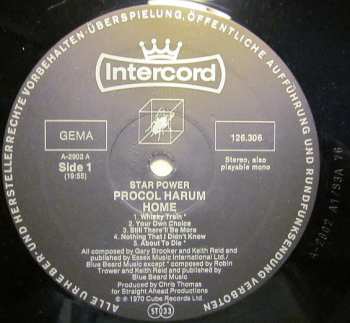 ALLE URHEBER- UND HERSTELLERRECHTE VORBEHALTEN · ÜBERSPIELUNG, ÖFFENTLICHE AUFFÜHRUNG UND RUNDFUNKSENDUNG VERBOTEN
Intercord
GEMA
126.306
A-2903 A
Side 1
(19:55)
Stereo, also
playable mono
STAR POWER
PROCOL HARUM
HOME
1. Whisky Train *
2. Your Own Choice
3. Still There'll Be More
4. Nothing That I Didn't Know
5. About To Die *
All composed by Gary Brooker and Keith Reid and
published by Essex Music International Ltd./
Blue Beard Music except * composed by Robin
Trower and Keith Reid and published by
Blue Beard Music
Produced by Chris Thomas
for Straight Ahead Productions
℗ © 1970 Cube Records Ltd.
ST 33